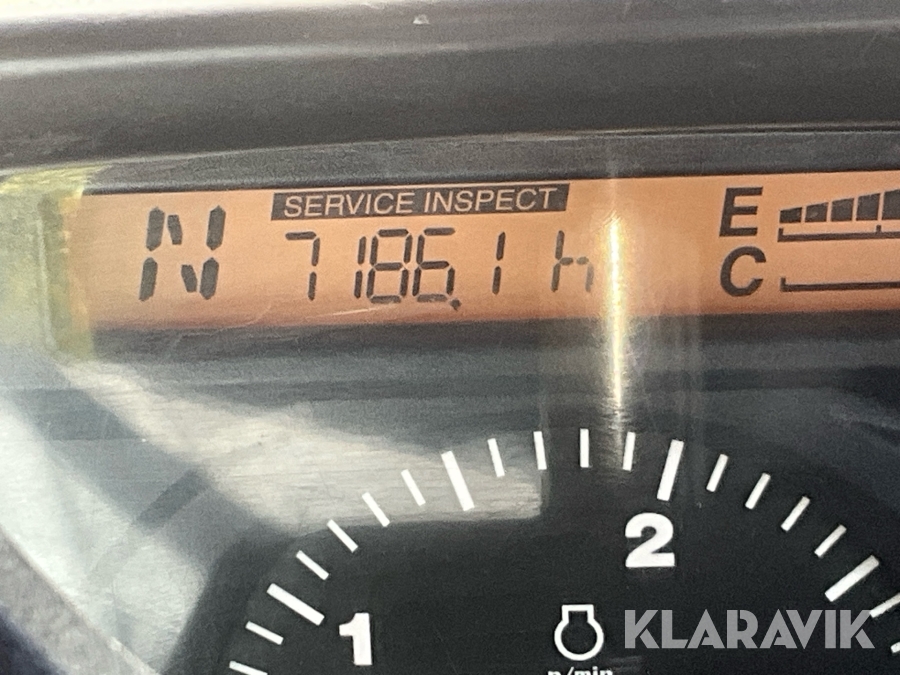 SERVICE INSPECT
N 7186.1 h
E
C
2
1
KLARAVIK
r/min